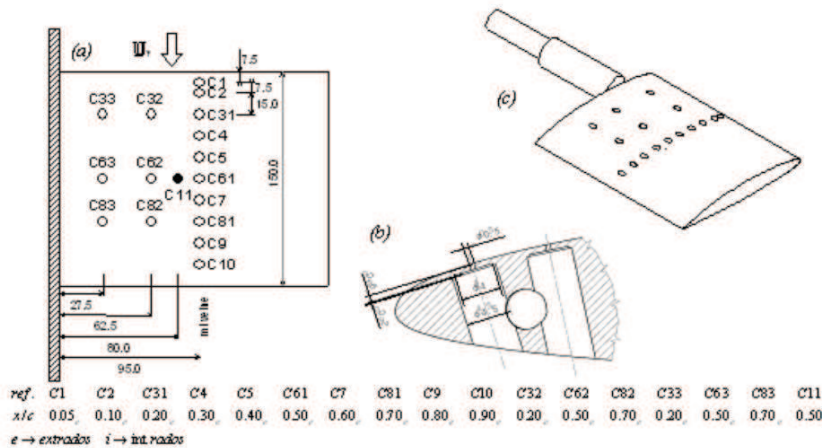 (a)
7.5
C1
C2
7.5
15.0
C33
C32
C31
C4
C5
C63
C62
C61
C 11
C7
C83
C82
C81
C9
C10
150.0
27.5
62.5
80.0
95.0
(b)
(c)
ref. C1 C2 C31 C4 C5 C61 C7 C81 C9 C10 C32 C62 C82 C33 C63 C83 C11
x/c 0.05 0.10 0.20 0.30 0.40 0.50 0.60 0.70 0.80 0.90 0.20 0.50 0.70 0.20 0.50 0.70 0.50
e → extrados i → int.rados